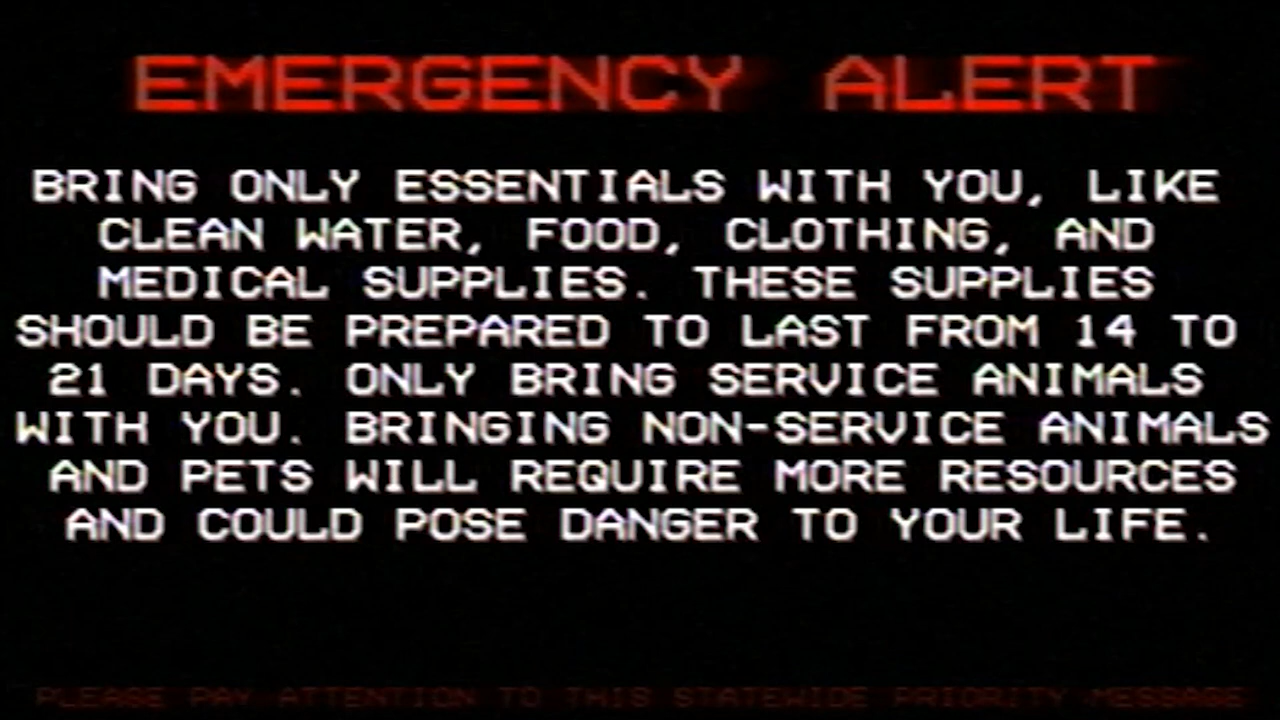 EMERGENCY ALERT
BRING ONLY ESSENTIALS WITH YOU, LIKE
CLEAN WATER, FOOD, CLOTHING, AND
MEDICAL SUPPLIES. THESE SUPPLIES
SHOULD BE PREPARED TO LAST FROM 14 TO
21 DAYS. ONLY BRING SERVICE ANIMALS
WITH YOU. BRINGING NON-SERVICE ANIMALS
AND PETS WILL REQUIRE MORE RESOURCES
AND COULD POSE DANGER TO YOUR LIFE.
PLEASE PAY ATTENTION TO THIS STATEWIDE PRIORITY MESSAGE